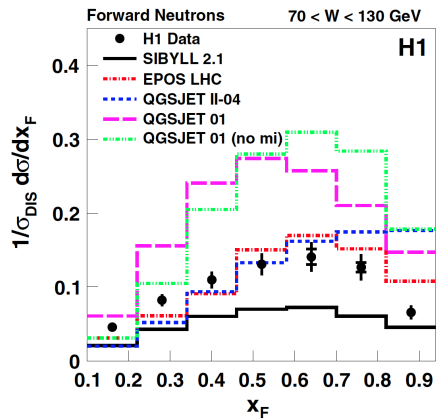 Forward Neutrons 70 < W < 130 GeV
H1 Data
H1
SIBYLL 2.1
EPOS LHC
QGSJET II-04
QGSJET 01
QGSJET 01 (no mi)
1/σDIS dσ/dxF
0.4
0.3
0.2
0.1
0
0.1 0.2 0.3 0.4 0.5 0.6 0.7 0.8 0.9
xF